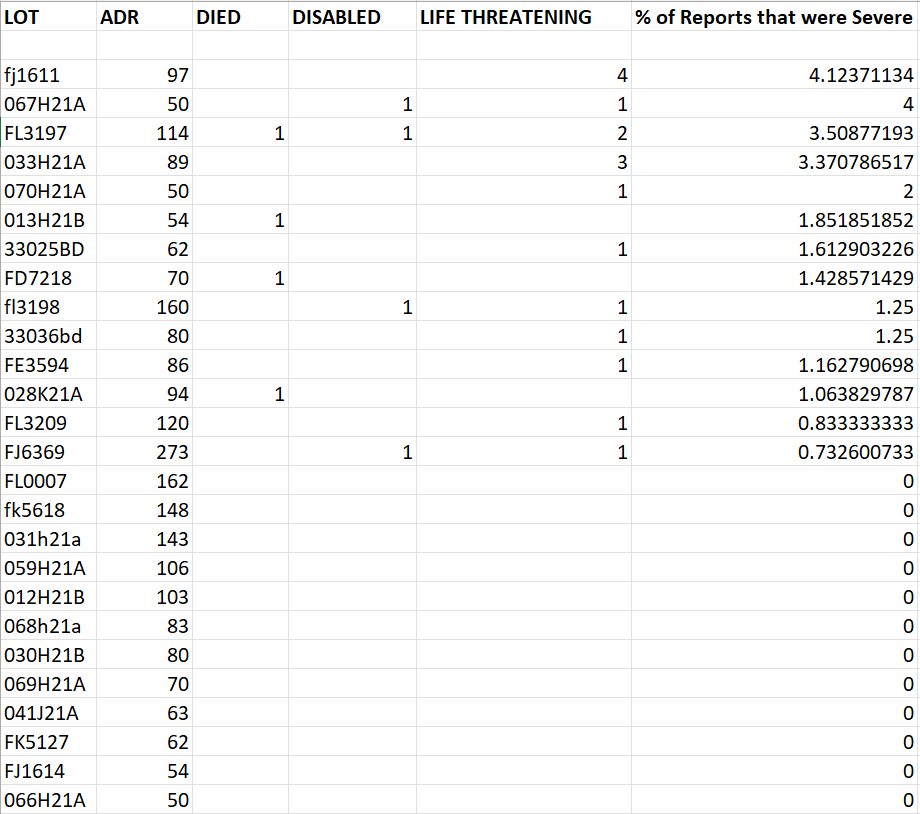 LOT ADR DIED DISABLED LIFE THREATENING % of Reports that were Severe
fj1611 97 4 4.12371134
067H21A 50 1 1 4
FL3197 114 1 1 2 3.50877193
033H21A 89 3 3.370786517
070H21A 50 1 2
013H21B 54 1 1.851851852
33025BD 62 1 1.612903226
FD7218 70 1 1.428571429
fl3198 160 1 1 1.25
33036bd 80 1 1.25
FE3594 86 1 1.162790698
028K21A 94 1 1.063829787
FL3209 120 1 0.833333333
FJ6369 273 1 1 0.732600733
FL0007 162 0
fk5618 148 0
031h21a 143 0
059H21A 106 0
012H21B 103 0
068h21a 83 0
030H21B 80 0
069H21A 70 0
041J21A 63 0
FK5127 62 0
FJ1614 54 0
066H21A 50 0